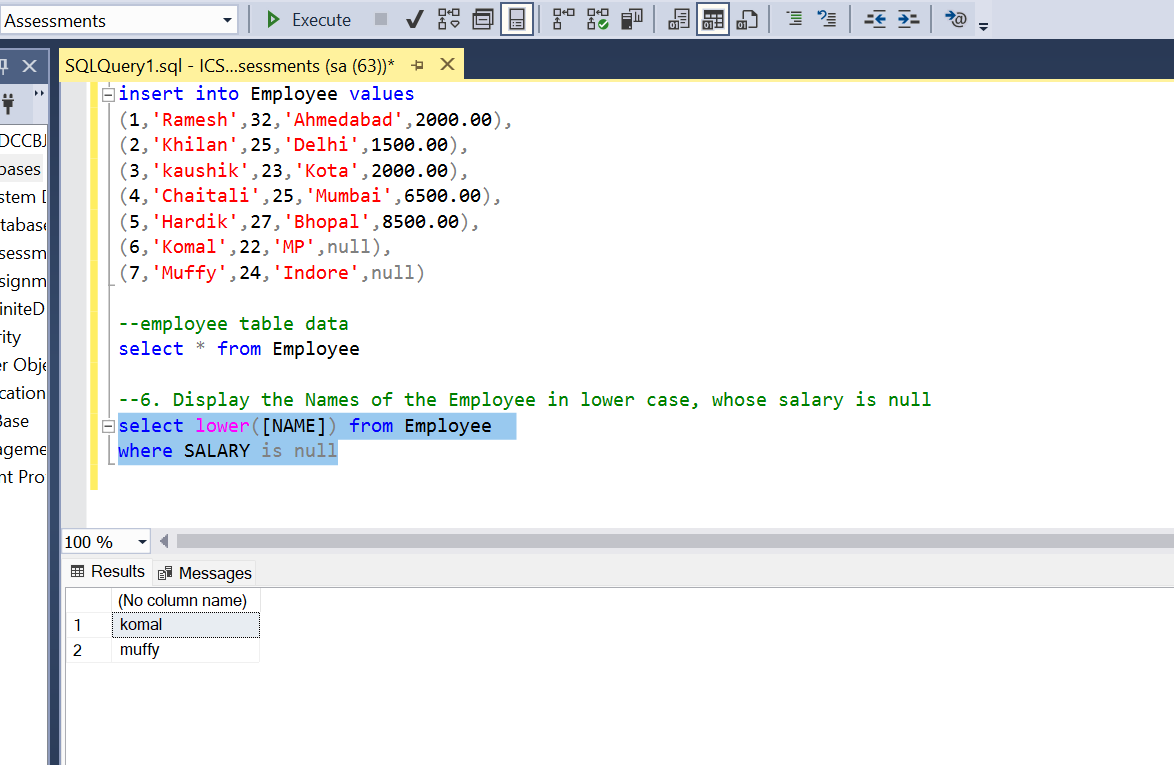 Assessments Execute
SQLQuery1.sql - ICS...sessments (sa (63))*
insert into Employee values
(1,'Ramesh',32,'Ahmedabad',2000.00),
(2,'Khilan',25,'Delhi',1500.00),
(3,'kaushik',23,'Kota',2000.00),
(4,'Chaitali',25,'Mumbai',6500.00),
(5,'Hardik',27,'Bhopal',8500.00),
(6,'Komal',22,'MP',null),
(7,'Muffy',24,'Indore',null)
--employee table data
select * from Employee
--6. Display the Names of the Employee in lower case, whose salary is null
select lower([NAME]) from Employee
where SALARY is null
DCCBJ
bases
stem D
tabase
sessm
signm
finiteD
rity
er Obje
cation
Base
ageme
nt Pro
100 %
Results Messages
(No column name)
1 komal
2 muffy